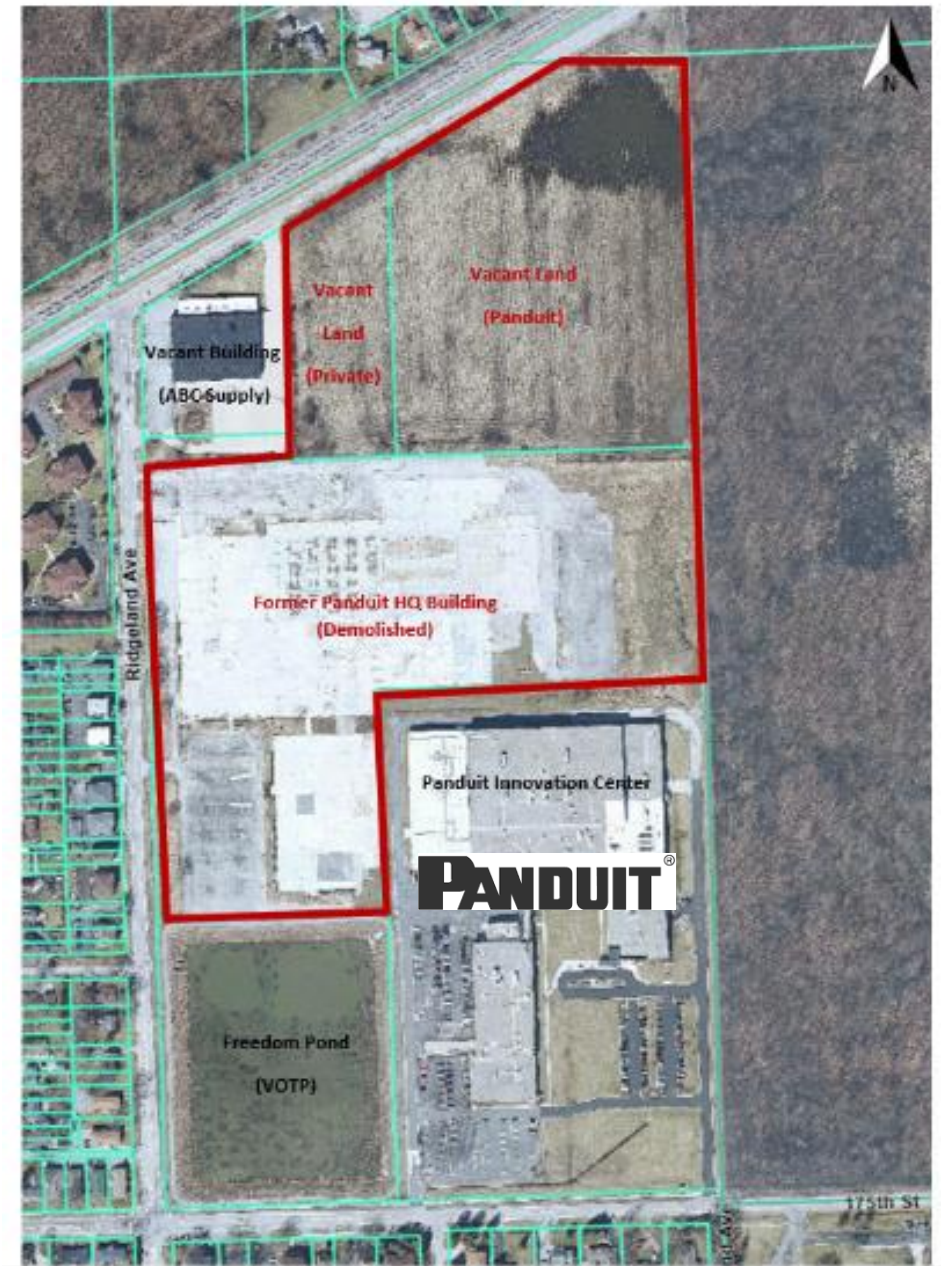 N
Vacant Land
(Panduit)
Vacant
Land
(Private)
Vacant Building
(ABC Supply)
Ridgeland Ave
Former Panduit HQ Building
(Demolished)
Panduit Innovation Center
PANDUIT®
Freedom Pond
(VOTP)
175th St